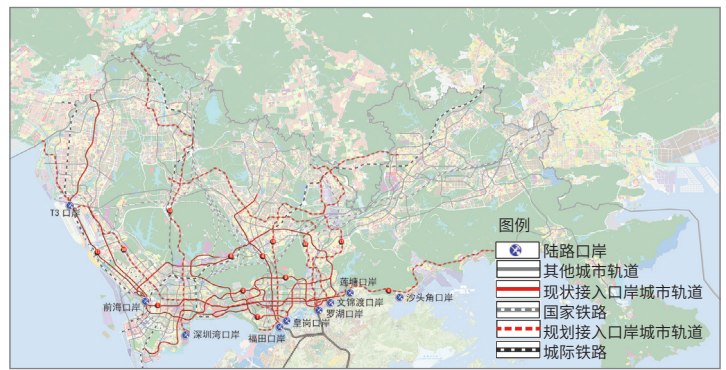 图例
陆路口岸
其他城市轨道
现状接入口岸城市轨道
国家铁路
规划接入口岸城市轨道
城际铁路
T3 口岸
莲塘口岸
沙头角口岸
前海口岸
文锦渡口岸
罗湖口岸
皇岗口岸
深圳湾口岸
福田口岸